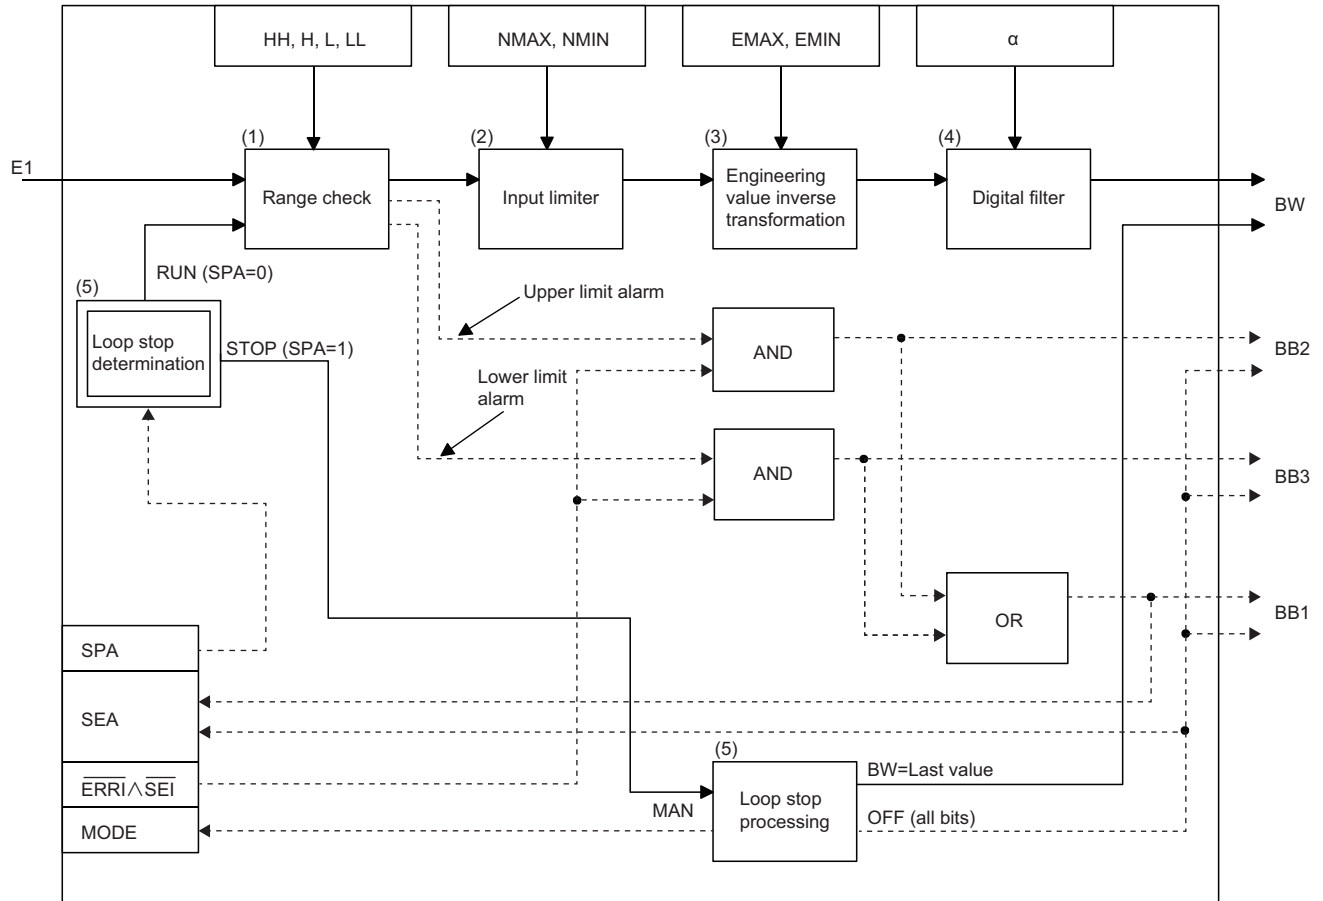 HH, H, L, LL
NMAX, NMIN
EMAX, EMIN
α
(1)
(2)
(3)
(4)
E1
Range check
Input limiter
Engineering
value inverse
transformation
Digital filter
BW
RUN (SPA=0)
(5)
Loop stop
determination
STOP (SPA=1)
Upper limit alarm
AND
BB2
Lower limit
alarm
AND
BB3
OR
BB1
SPA
SEA
E̅R̅R̅I̅∧S̅E̅I̅
MODE
MAN
(5)
Loop stop
processing
BW=Last value
OFF (all bits)